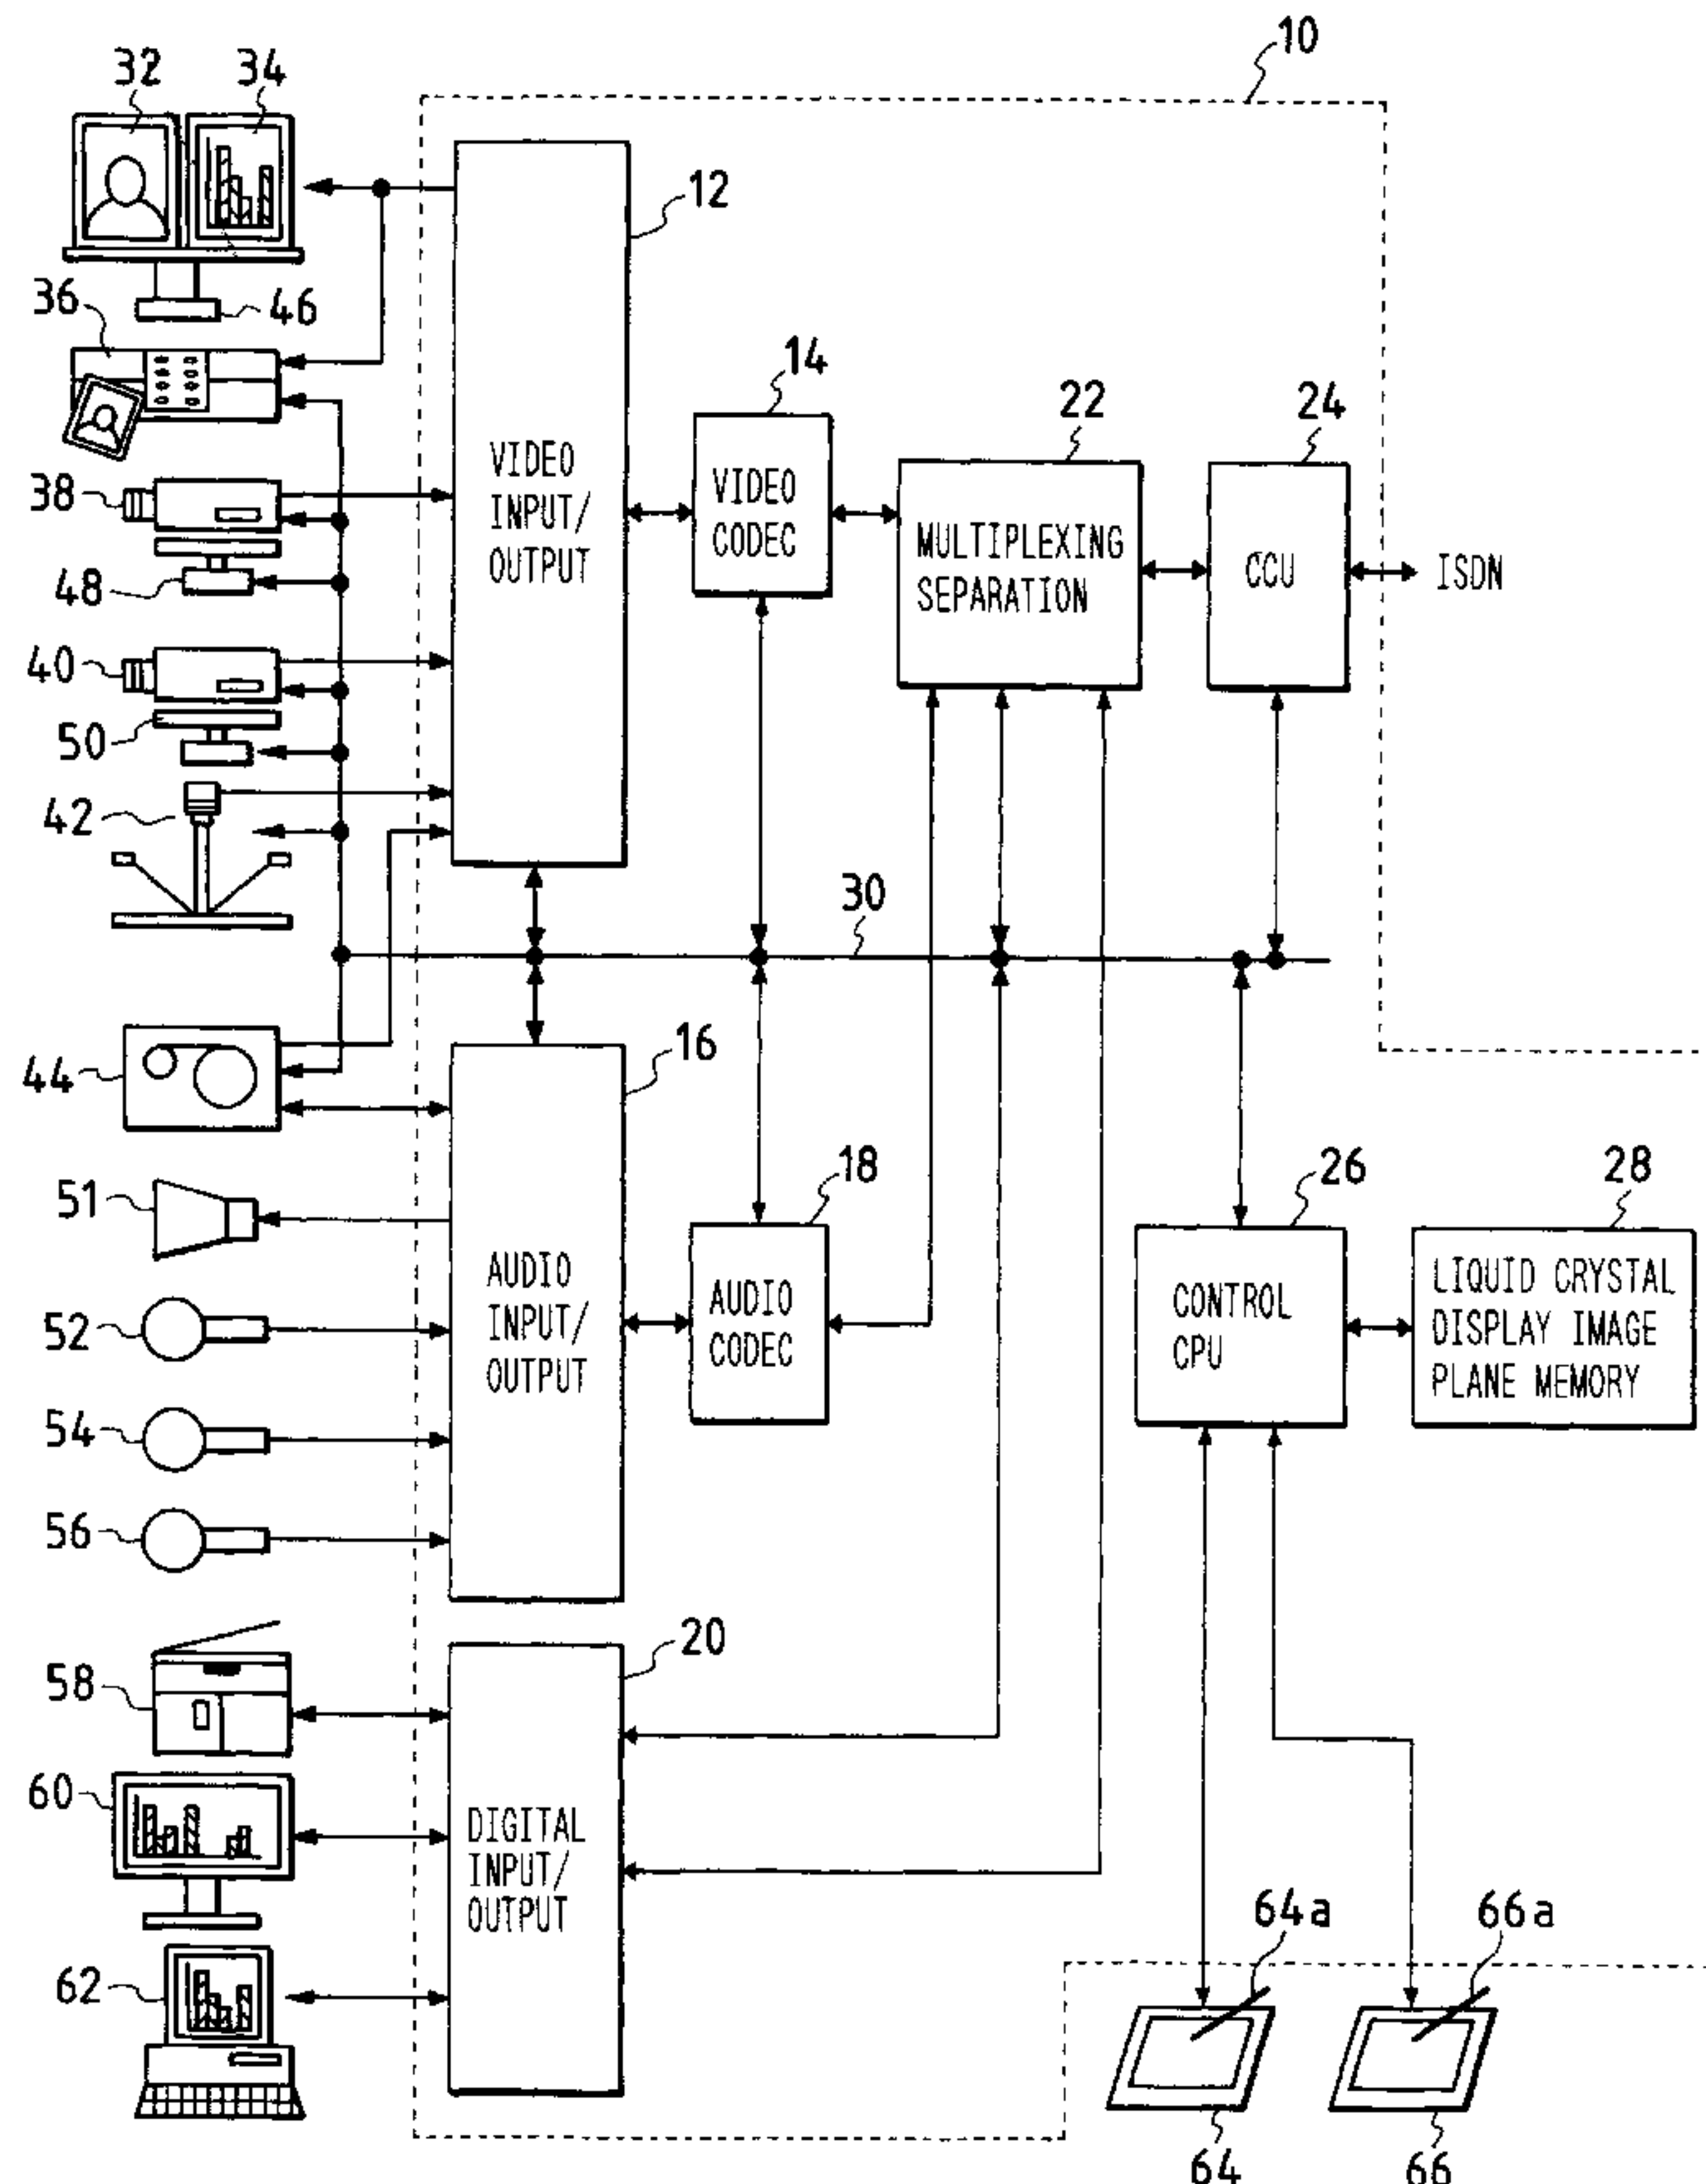 10
32
34
12
36
46
14
22
24
VIDEO
INPUT/
OUTPUT
VIDEO
CODEC
MULTIPLEXING
SEPARATION
CCU
ISDN
38
48
40
50
42
30
44
16
18
26
28
51
AUDIO
INPUT/
OUTPUT
AUDIO
CODEC
CONTROL
CPU
LIQUID CRYSTAL
DISPLAY IMAGE
PLANE MEMORY
52
54
56
20
58
60
DIGITAL
INPUT/
OUTPUT
62
64a
66a
64
66